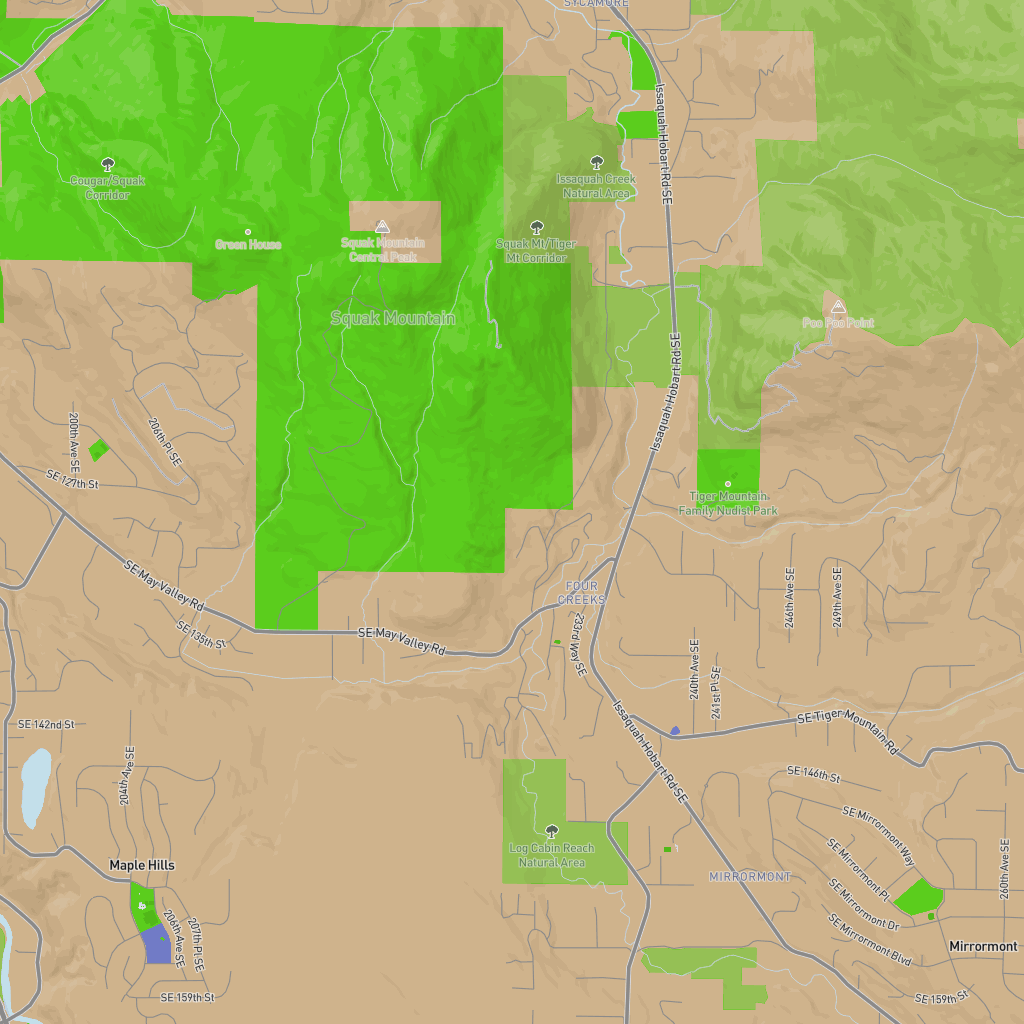 SYCAMORE
Issaquah Hobart Rd SE
Cougar/Squak
Corridor
Issaquah Creek
Natural Area
Green House
Squak Mountain
Central Peak
Squak Mt/Tiger
Mt Corridor
Squak Mountain
Poo Poo Point
Issaquah Hobart Rd SE
200th Ave SE
206th Pl SE
SE 127th St
Tiger Mountain
Family Nudist Park
SE May Valley Rd
FOUR
CREEKS
246th Ave SE
249th Ave SE
SE 135th St
SE May Valley Rd
233rd Way SE
240th Ave SE
241st Pl SE
SE 142nd St
Issaquah Hobart Rd SE
SE Tiger Mountain Rd
204th Ave SE
SE 146th St
SE Mirrormont Way
Log Cabin Reach
Natural Area
Maple Hills
SE Mirrormont Pl
MIRRORMONT
260th Ave SE
SE Mirrormont Dr
206th Ave SE
207th Pl SE
SE Mirrormont Blvd
Mirrormont
SE 159th St
SE 159th St